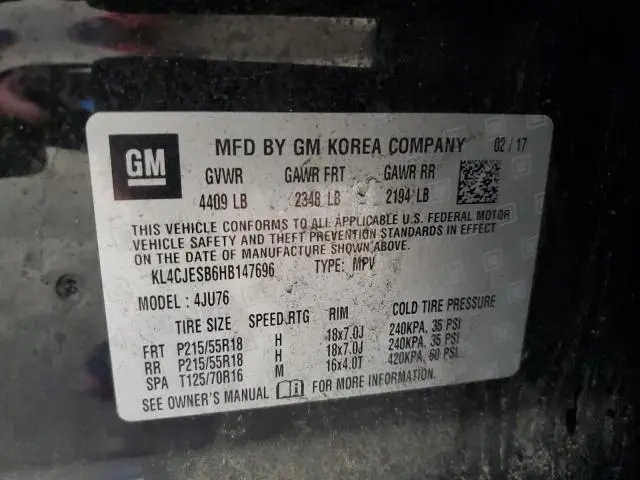 GM
MFD BY GM KOREA COMPANY 02 / 17
GVWR GAWR FRT GAWR RR
4409 LB 2348 LB 2194 LB
THIS VEHICLE CONFORMS TO ALL APPLICABLE U.S. FEDERAL MOTOR
VEHICLE SAFETY AND THEFT PREVENTION STANDARDS IN EFFECT
ON THE DATE OF MANUFACTURE SHOWN ABOVE.
KL4CJESB6HB147696 TYPE: MPV
MODEL : 4JU76
TIRE SIZE SPEED.RTG RIM COLD TIRE PRESSURE
FRT P215/55R18 H 18x7.0J 240KPA, 35 PSI
RR P215/55R18 H 18x7.0J 240KPA, 35 PSI
SPA T125/70R16 M 16x4.0T 420KPA, 60 PSI
SEE OWNER'S MANUAL FOR MORE INFORMATION.